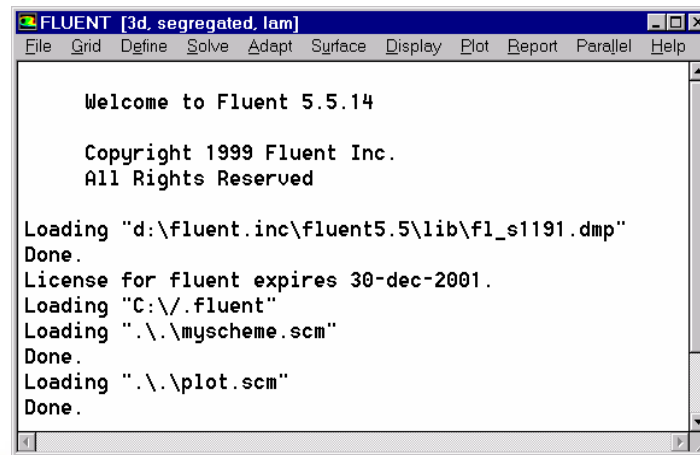 FLUENT [3d, segregated, lam]
File Grid Define Solve Adapt Surface Display Plot Report Parallel Help
Welcome to Fluent 5.5.14
Copyright 1999 Fluent Inc.
All Rights Reserved
Loading "d:\fluent.inc\fluent5.5\lib\fl_s1191.dmp"
Done.
License for fluent expires 30-dec-2001.
Loading "C:\/.fluent"
Loading ".\.\myscheme.scm"
Done.
Loading ".\.\plot.scm"
Done.